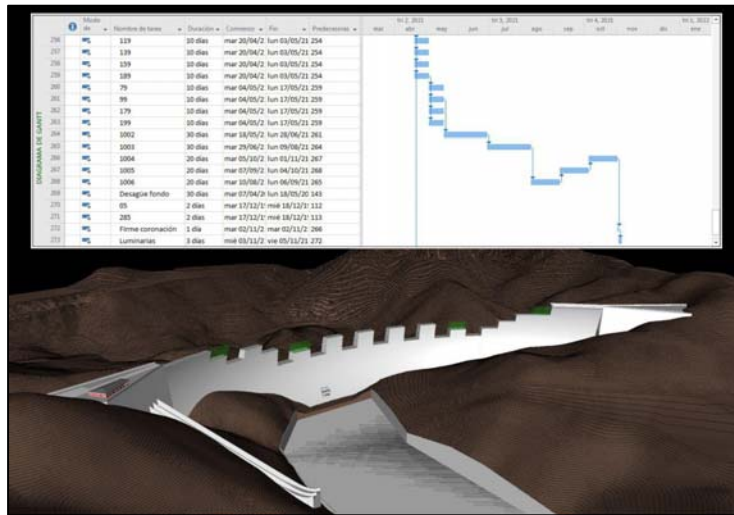 tri 2, 2021 tri 3, 2021 tri 4, 2021 tri 1, 2022
Modo de Nombre de tarea Duración Comienzo Fin Predecesoras mar abr may jun jul ago sep oct nov dic ene
256 119 10 días mar 20/04/2 lun 03/05/21 254
257 139 10 días mar 20/04/2 lun 03/05/21 254
258 159 10 días mar 20/04/2 lun 03/05/21 254
259 189 10 días mar 20/04/2 lun 03/05/21 254
260 79 10 días mar 04/05/2 lun 17/05/21 259
261 99 10 días mar 04/05/2 lun 17/05/21 259
262 179 10 días mar 04/05/2 lun 17/05/21 259
263 199 10 días mar 04/05/2 lun 17/05/21 259
264 1002 30 días mar 18/05/2 lun 28/06/21 261
265 1003 30 días mar 29/06/2 lun 09/08/21 264
266 1004 20 días mar 05/10/2 lun 01/11/21 267
267 1005 20 días mar 07/09/2 lun 04/10/21 268
268 1006 20 días mar 10/08/2 lun 06/09/21 265
269 Desagüe fondo 30 días mar 07/04/20 lun 18/05/20 143
270 05 2 días mar 17/12/1 mié 18/12/1 112
271 285 2 días mar 17/12/1 mié 18/12/1 113
272 Firme coronación 1 día mar 02/11/2 mar 02/11/2 266
273 Luminarias 3 días mié 03/11/2 vie 05/11/21 272
DIAGRAMA DE GANTT